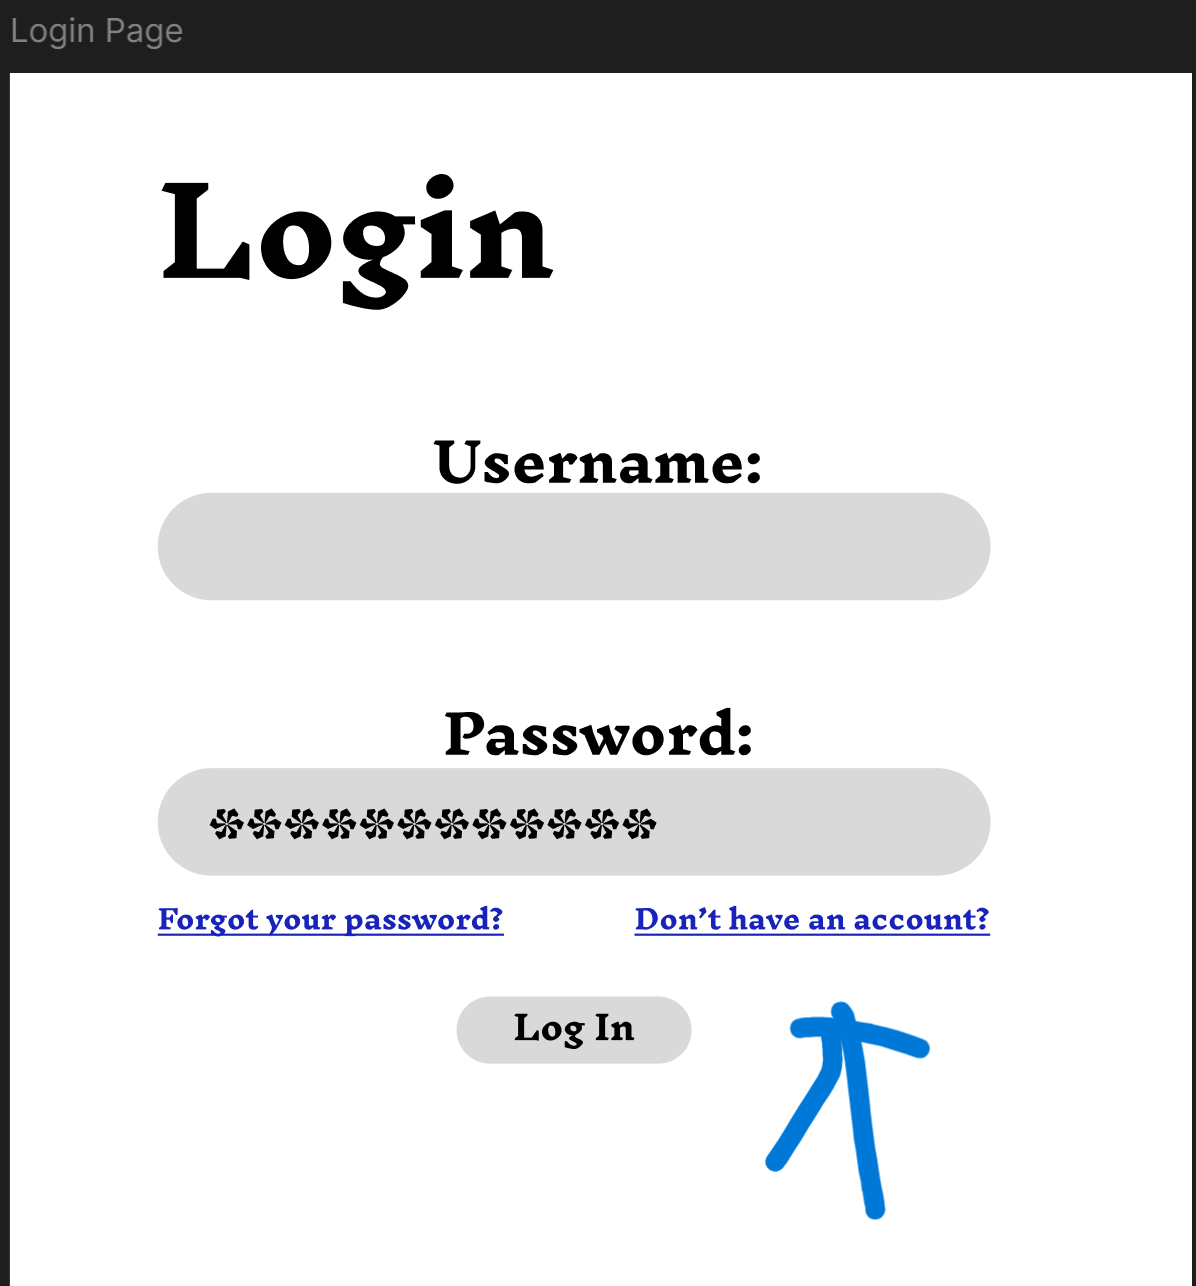 Login Page
Login
Username:
Password:
************
Forgot your password? Don’t have an account?
Log In